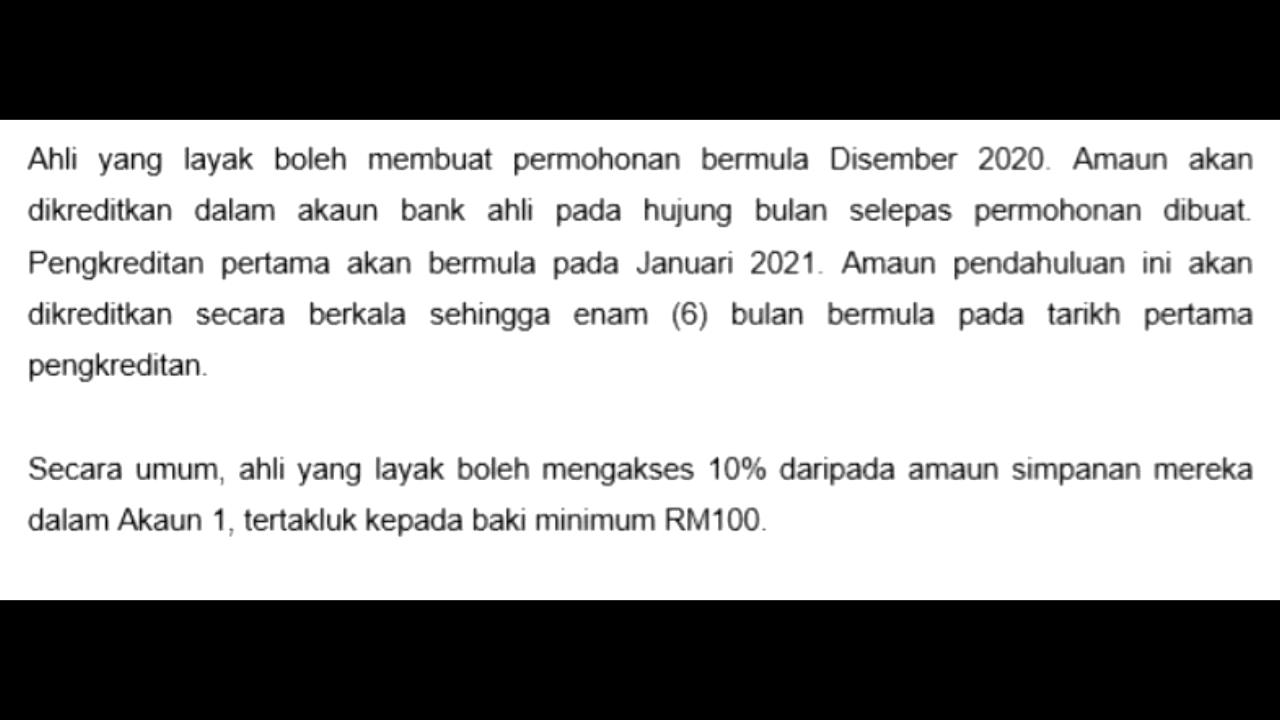 Ahli yang layak boleh membuat permohonan bermula Disember 2020. Amaun akan
dikreditkan dalam akaun bank ahli pada hujung bulan selepas permohonan dibuat.
Pengkreditan pertama akan bermula pada Januari 2021. Amaun pendahuluan ini akan
dikreditkan secara berkala sehingga enam (6) bulan bermula pada tarikh pertama
pengkreditan.
Secara umum, ahli yang layak boleh mengakses 10% daripada amaun simpanan mereka
dalam Akaun 1, tertakluk kepada baki minimum RM100.